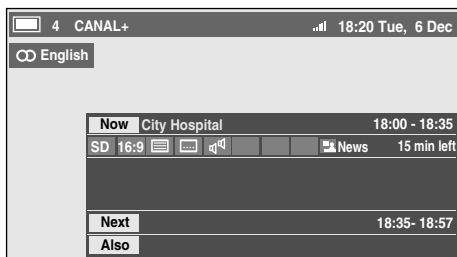 4 CANAL+ 18:20 Tue, 6 Dec
English
Now City Hospital 18:00 - 18:35
SD 16:9 News 15 min left
Next 18:35- 18:57
Also